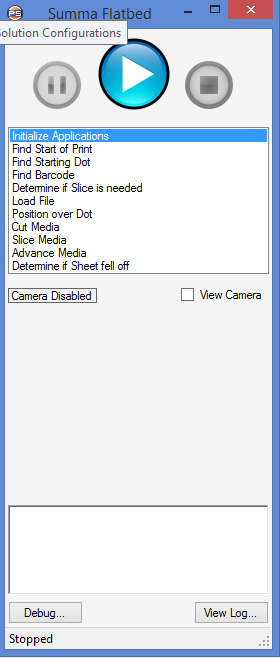 PS Summa Flatbed
Solution Configurations
Initialize Applications
Find Start of Print
Find Starting Dot
Find Barcode
Determine if Slice is needed
Load File
Position over Dot
Cut Media
Slice Media
Advance Media
Determine if Sheet fell off
Camera Disabled
View Camera
Debug...
View Log...
Stopped